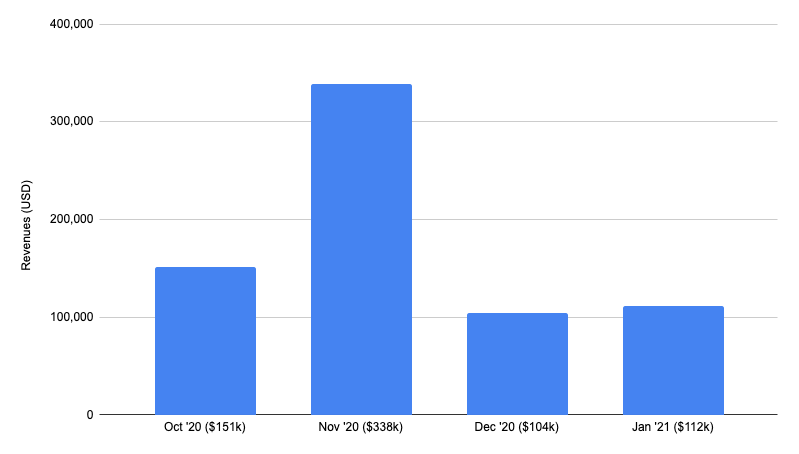 400,000
300,000
200,000
100,000
0
Revenues (USD)
Oct '20 ($151k)
Nov '20 ($338k)
Dec '20 ($104k)
Jan '21 ($112k)